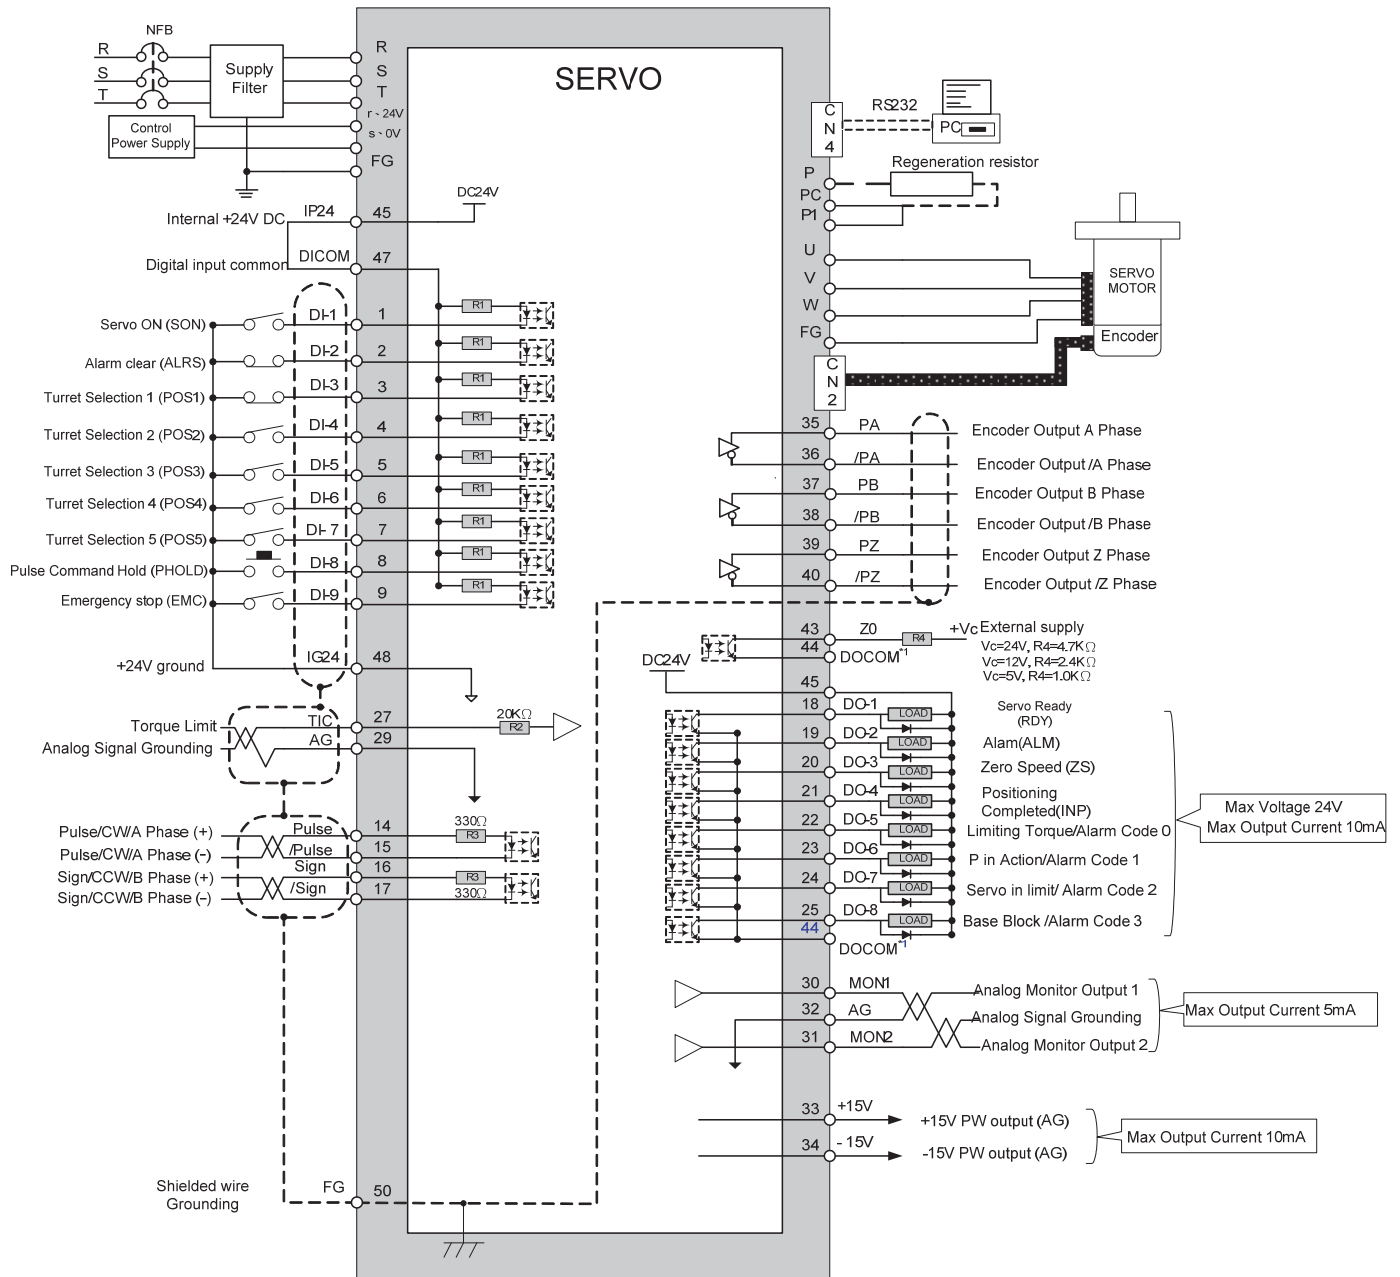 NFB
R
S
T
Supply
Filter
Control
Power Supply
R
S
T
r、24V
s、0V
FG
SERVO
Internal +24V DC
IP24
45
DC24V
Digital input common
DICOM
47
Servo ON (SON)
DI-1
1
R1
Alarm clear (ALRS)
DI-2
2
R1
Turret Selection 1 (POS1)
DI-3
3
R1
Turret Selection 2 (POS2)
DI-4
4
R1
Turret Selection 3 (POS3)
DI-5
5
R1
Turret Selection 4 (POS4)
DI-6
6
R1
Turret Selection 5 (POS5)
DI-7
7
R1
Pulse Command Hold (PHOLD)
DI-8
8
R1
Emergency stop (EMC)
DI-9
9
R1
+24V ground
IG24
48
Torque Limit
TIC
27
20KΩ
R2
Analog Signal Grounding
AG
29
Pulse/CW/A Phase (+)
Pulse
14
330Ω
R3
Pulse/CW/A Phase (−)
/Pulse
15
Sign/CCW/B Phase (+)
Sign
16
R3
Sign/CCW/B Phase (−)
/Sign
17
330Ω
Shielded wire
Grounding
FG
50
CN4
RS232
PC
Regeneration resistor
P
PC
P1
U
V
W
FG
SERVO
MOTOR
Encoder
CN2
35
PA
Encoder Output A Phase
36
/PA
Encoder Output /A Phase
37
PB
Encoder Output B Phase
38
/PB
Encoder Output /B Phase
39
PZ
Encoder Output Z Phase
40
/PZ
Encoder Output /Z Phase
43
Z0
R4
+Vc External supply
44
DOCOM*1
Vc=24V, R4=4.7KΩ
Vc=12V, R4=2.4KΩ
Vc=5V, R4=1.0KΩ
DC24V
45
18
DO-1
LOAD
Servo Ready
(RDY)
19
DO-2
LOAD
Alam(ALM)
20
DO-3
LOAD
Zero Speed (ZS)
21
DO-4
LOAD
Positioning
Completed(INP)
22
DO-5
LOAD
Limiting Torque/Alarm Code 0
23
DO-6
LOAD
P in Action/Alarm Code 1
24
DO-7
LOAD
Servo in limit/ Alarm Code 2
25
DO-8
LOAD
Base Block /Alarm Code 3
44
DOCOM*1
Max Voltage 24V
Max Output Current 10mA
30
MON1
Analog Monitor Output 1
32
AG
Analog Signal Grounding
31
MON2
Analog Monitor Output 2
Max Output Current 5mA
33
+15V
+15V PW output (AG)
34
-15V
-15V PW output (AG)
Max Output Current 10mA